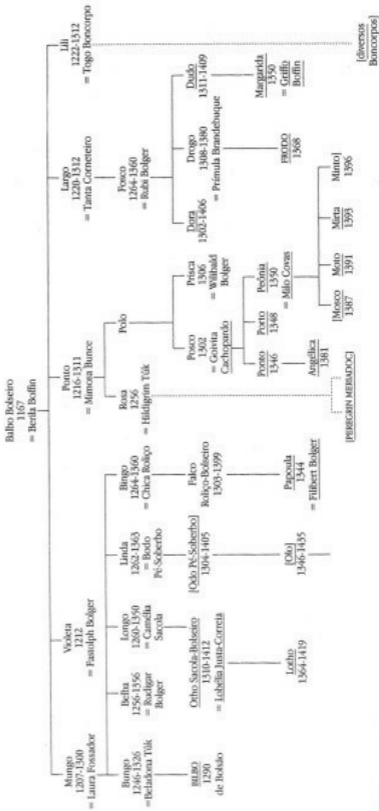 Balbo Bolseiro
1167
= Berila Boffin
Mungo
1207-1300
= Laura Fossador
Violeta
1212
= Fastolph Bolger
Ponto
1216-1311
= Mimosa Bunce
Largo
1220-1312
= Tanta Corneteiro
Lili
1222-1312
= Togo Boncorpo
Bungo
1246-1326
= Beladona Tûk
Belba
1256-1356
= Rudigar
Bolger
Longo
1260-1350
= Camélia
Sacola
Linda
1262-1363
= Bodo
Pé-Soberbo
Bingo
1264-1360
= Chica Roliço
Rosa
1256
= Hildigrim Tûk
Polo
Fosco
1264-1360
= Rubi Bolger
BILBO
1290
de Bolsão
Otho Sacola-Bolseiro
1310-1412
= Lobélia Justa-Correia
[Odo Pé-Soberbo]
1304-1405
Falco
Roliço-Bolseiro
1303-1399
Posco
1302
= Goivita
Cachopardo
Prisca
1306
= Wilibald
Bolger
Dora
1302-1406
Drogo
1308-1380
= Prímula Brandebuque
Dudo
1311-1409
Lotho
1364-1419
[Olo]
1346-1435
Papoula
1344
= Filibert Bolger
Ponto
1346
Porto
1348
Peônia
1350
= Milo Covas
FRODO
1368
Margarida
1350
= Griffo
Boffin
[PEREGRIN MERIADOC]
Angélica
1381
[Mosco
1387
Moto
1391
Mirta
1393
Minto]
1396
[diversos
Boncorpos]